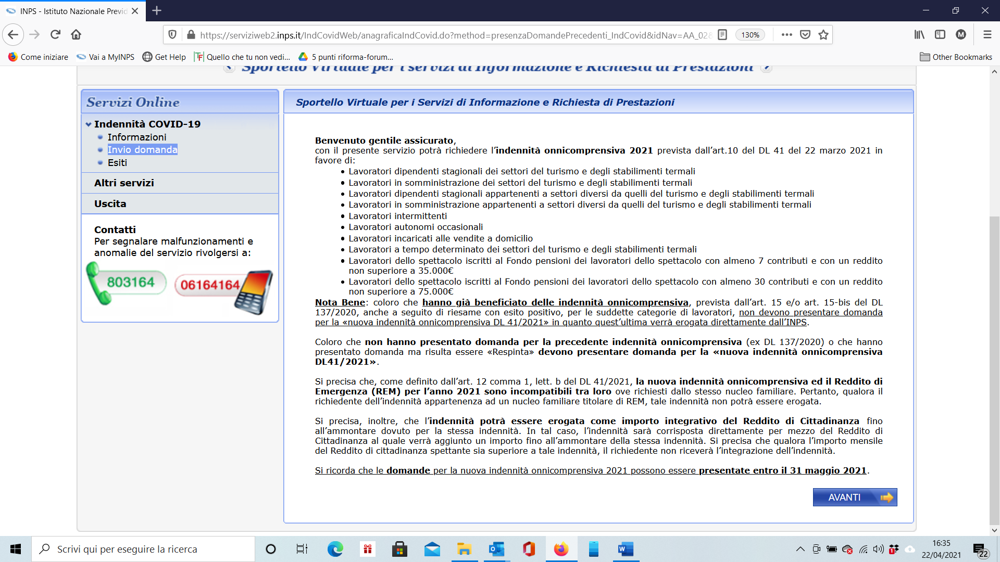 INPS - Istituto Nazionale Previd
https://serviziweb2.inps.it/IndCovidWeb/anagraficaIndCovid.do?method=presenzaDomandePrecedenti_IndCovid&idNav=AA_028
130%
M
Come iniziare
Vai a MyINPS
Get Help
TF
Quello che tu non vedi...
5 punti riforma-forum...
Other Bookmarks
Sportello Virtuale per i servizi di Informazione e Richiesta di Prestazioni
Servizi Online
Indennità COVID-19
Informazioni
Invio domanda
Esiti
Altri servizi
Uscita
Contatti
Per segnalare malfunzionamenti e
anomalie del servizio rivolgersi a:
803164
06164164
Sportello Virtuale per i Servizi di Informazione e Richiesta di Prestazioni
Benvenuto gentile assicurato,
con il presente servizio potrà richiedere l’indennità onnicomprensiva 2021 prevista dall’art.10 del DL 41 del 22 marzo 2021 in
favore di:
• Lavoratori dipendenti stagionali dei settori del turismo e degli stabilimenti termali
• Lavoratori in somministrazione dei settori del turismo e degli stabilimenti termali
• Lavoratori dipendenti stagionali appartenenti a settori diversi da quelli del turismo e degli stabilimenti termali
• Lavoratori in somministrazione appartenenti a settori diversi da quelli del turismo e degli stabilimenti termali
• Lavoratori intermittenti
• Lavoratori autonomi occasionali
• Lavoratori incaricati alle vendite a domicilio
• Lavoratori a tempo determinato dei settori del turismo e degli stabilimenti termali
• Lavoratori dello spettacolo iscritti al Fondo pensioni dei lavoratori dello spettacolo con almeno 7 contributi e con un reddito
non superiore a 35.000€
• Lavoratori dello spettacolo iscritti al Fondo pensioni dei lavoratori dello spettacolo con almeno 30 contributi e con un reddito
non superiore a 75.000€
Nota Bene: coloro che hanno già beneficiato delle indennità onnicomprensiva, prevista dall’art. 15 e/o art. 15-bis del DL
137/2020, anche a seguito di riesame con esito positivo, per le suddette categorie di lavoratori, non devono presentare domanda
per la «nuova indennità onnicomprensiva DL 41/2021» in quanto quest’ultima verrà erogata direttamente dall’INPS.
Coloro che non hanno presentato domanda per la precedente indennità onnicomprensiva (ex DL 137/2020) o che hanno
presentato domanda ma risulta essere «Respinta» devono presentare domanda per la «nuova indennità onnicomprensiva
DL41/2021».
Si precisa che, come definito dall’art. 12 comma 1, lett. b del DL 41/2021, la nuova indennità onnicomprensiva ed il Reddito di
Emergenza (REM) per l’anno 2021 sono incompatibili tra loro ove richiesti dallo stesso nucleo familiare. Pertanto, qualora il
richiedente dell’indennità appartenenza ad un nucleo familiare titolare di REM, tale indennità non potrà essere erogata.
Si precisa, inoltre, che l’indennità potrà essere erogata come importo integrativo del Reddito di Cittadinanza fino
all’ammontare dovuto per la stessa indennità. In tal caso, l’indennità sarà corrisposta direttamente per mezzo del Reddito di
Cittadinanza al quale verrà aggiunto un importo fino all’ammontare della stessa indennità. Si precisa che qualora l’importo mensile
del Reddito di cittadinanza spettante sia superiore a tale indennità, il richiedente non riceverà l’integrazione dell’indennità.
Si ricorda che le domande per la nuova indennità onnicomprensiva 2021 possono essere presentate entro il 31 maggio 2021.
AVANTI
Scrivi qui per eseguire la ricerca
16:35
22/04/2021
22